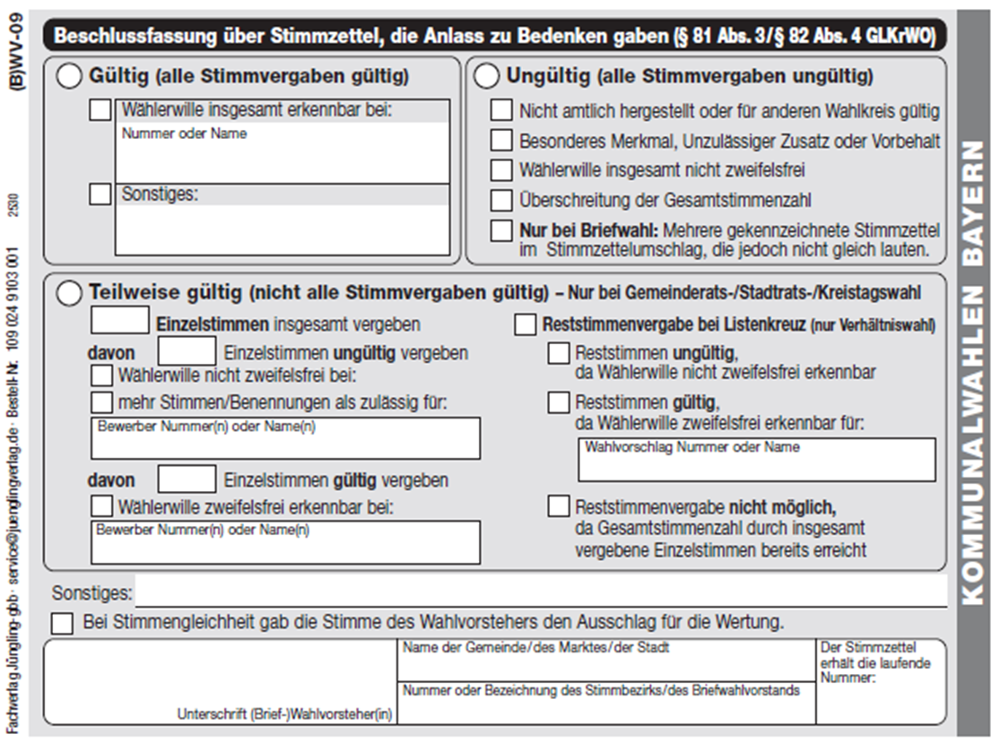 Beschlussfassung über Stimmzettel, die Anlass zu Bedenken gaben (§ 81 Abs. 3/§ 82 Abs. 4 GLKrWO)
Gültig (alle Stimmvergaben gültig)
Wählerwille insgesamt erkennbar bei:
Nummer oder Name
Sonstiges:
Ungültig (alle Stimmvergaben ungültig)
Nicht amtlich hergestellt oder für anderen Wahlkreis gültig
Besonderes Merkmal, Unzulässiger Zusatz oder Vorbehalt
Wählerwille insgesamt nicht zweifelsfrei
Überschreitung der Gesamtstimmenzahl
Nur bei Briefwahl: Mehrere gekennzeichnete Stimmzettel
im Stimmzettelumschlag, die jedoch nicht gleich lauten.
Teilweise gültig (nicht alle Stimmvergaben gültig) – Nur bei Gemeinderats-/Stadtrats-/Kreistagswahl
Einzelstimmen insgesamt vergeben
davon Einzelstimmen ungültig vergeben
Wählerwille nicht zweifelsfrei bei:
mehr Stimmen/Benennungen als zulässig für:
Bewerber Nummer(n) oder Name(n)
davon Einzelstimmen gültig vergeben
Wählerwille zweifelsfrei erkennbar bei:
Bewerber Nummer(n) oder Name(n)
Reststimmenvergabe bei Listenkreuz (nur Verhältniswahl)
Reststimmen ungültig,
da Wählerwille nicht zweifelsfrei erkennbar
Reststimmen gültig,
da Wählerwille zweifelsfrei erkennbar für:
Wahlvorschlag Nummer oder Name
Reststimmenvergabe nicht möglich,
da Gesamtstimmenzahl durch insgesamt
vergebene Einzelstimmen bereits erreicht
Sonstiges:
Bei Stimmengleichheit gab die Stimme des Wahlvorstehers den Ausschlag für die Wertung.
Unterschrift (Brief-)Wahlvorsteher(in)
Name der Gemeinde/des Marktes/der Stadt
Nummer oder Bezeichnung des Stimmbezirks/des Briefwahlvorstands
Der Stimmzettel
erhält die laufende
Nummer:
KOMMUNALWAHLEN BAYERN
Fachverlag Jüngling-gbb · service@juenglingverlag.de · Bestell-Nr. 109 024 9103 001 2530 (B)WV-09